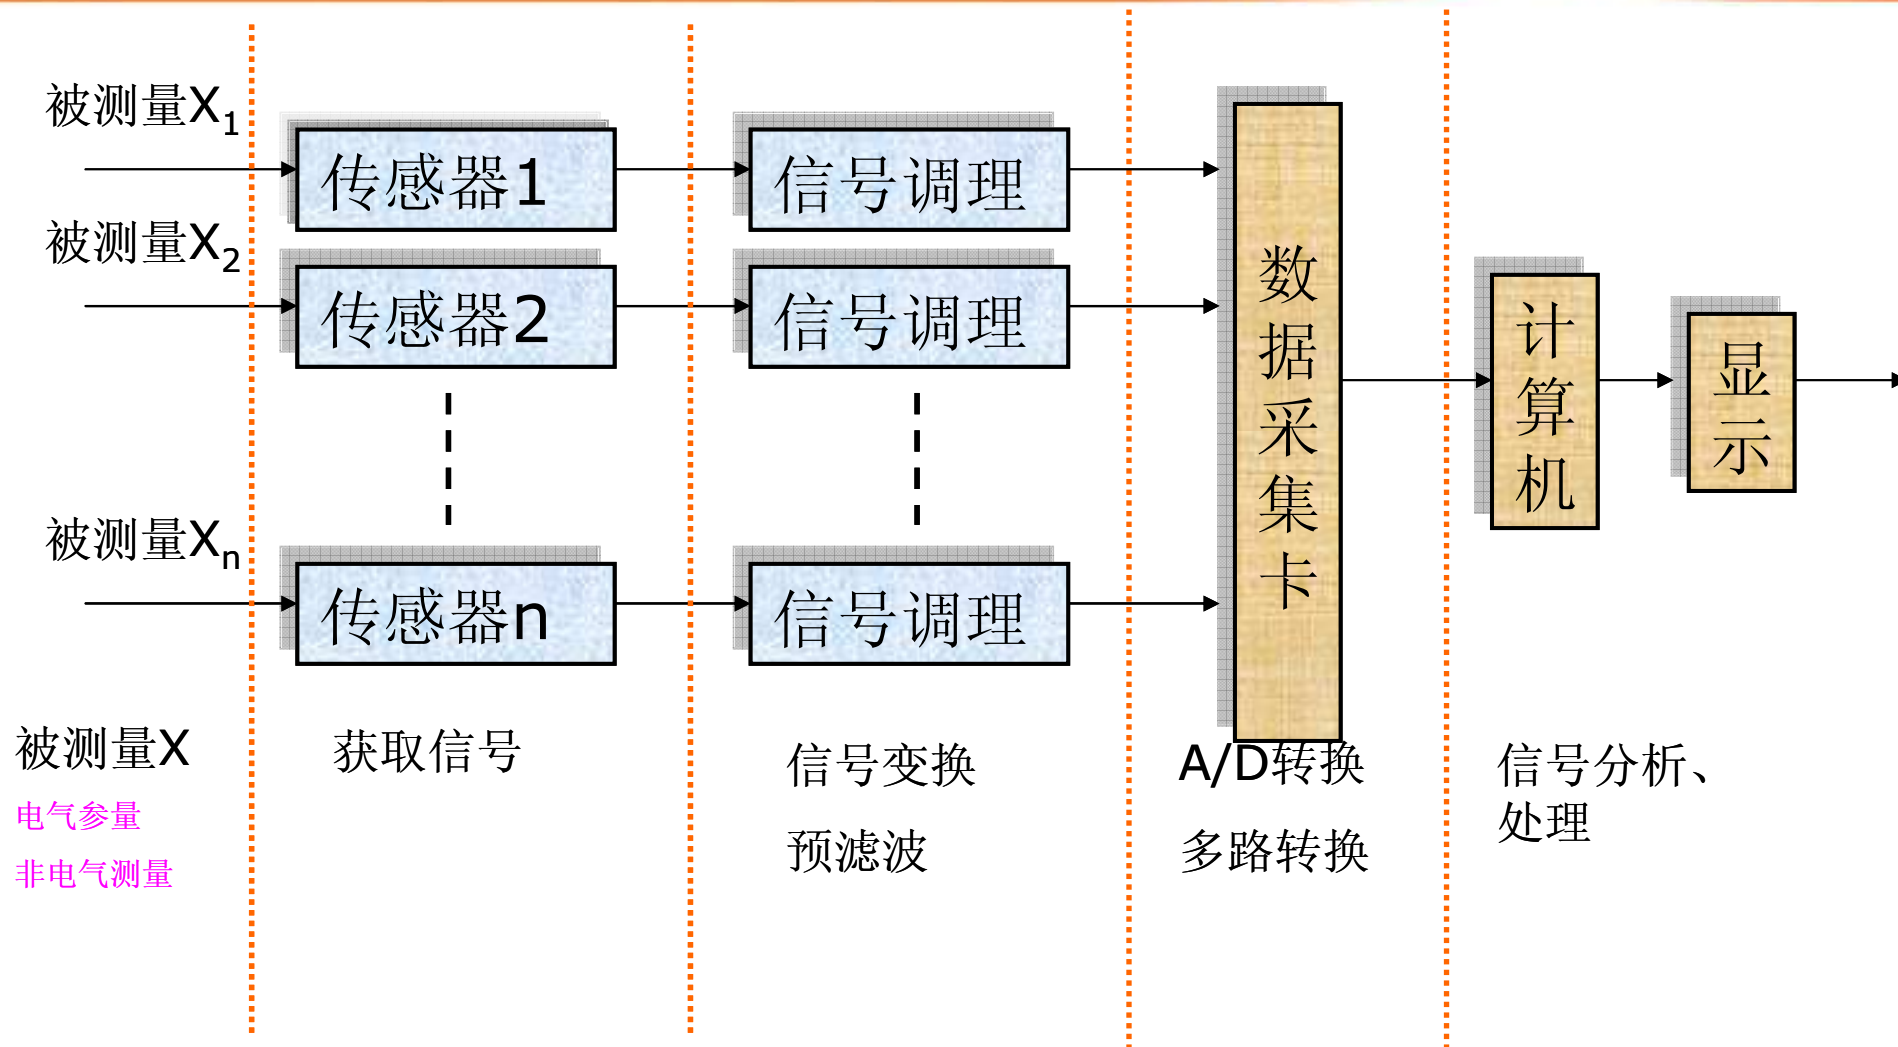 被测量X1
传感器1
信号调理
被测量X2
传感器2
信号调理
被测量Xn
传感器n
信号调理
数据采集卡
计算机
显示
被测量X
电气参量
非电气测量
获取信号
信号变换
预滤波
A/D转换
多路转换
信号分析、
处理